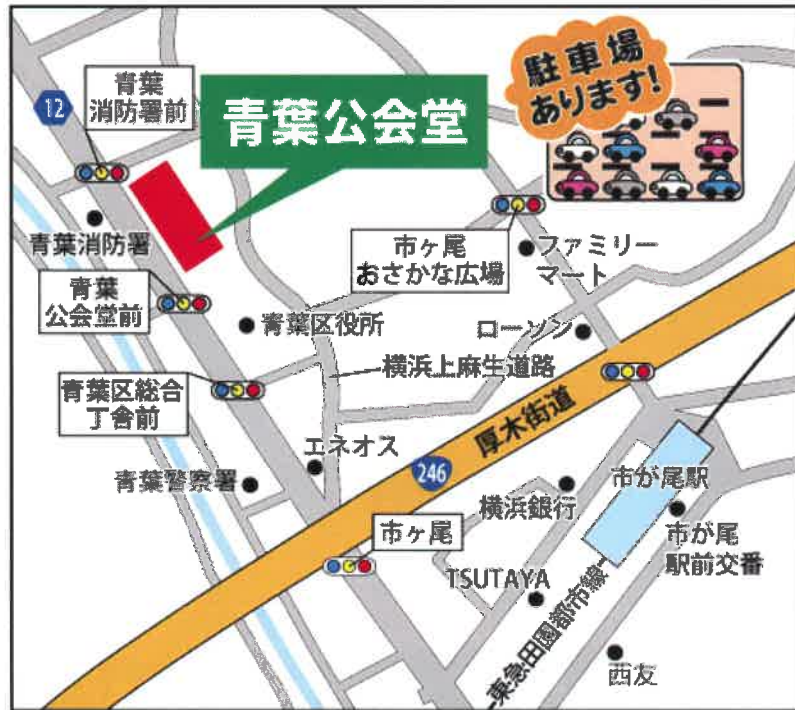 青葉
消防署前
12
青葉公会堂
駐車場
あります!
青葉消防署
市ヶ尾
おさかな広場
ファミリー
マート
青葉
公会堂前
青葉区役所
ローソン
横浜上麻生道路
青葉区総合
丁舎前
厚木街道
エネオス
246
青葉警察署
横浜銀行
市が尾駅
市ヶ尾
市が尾
駅前交番
TSUTAYA
東急田園都市線
西友